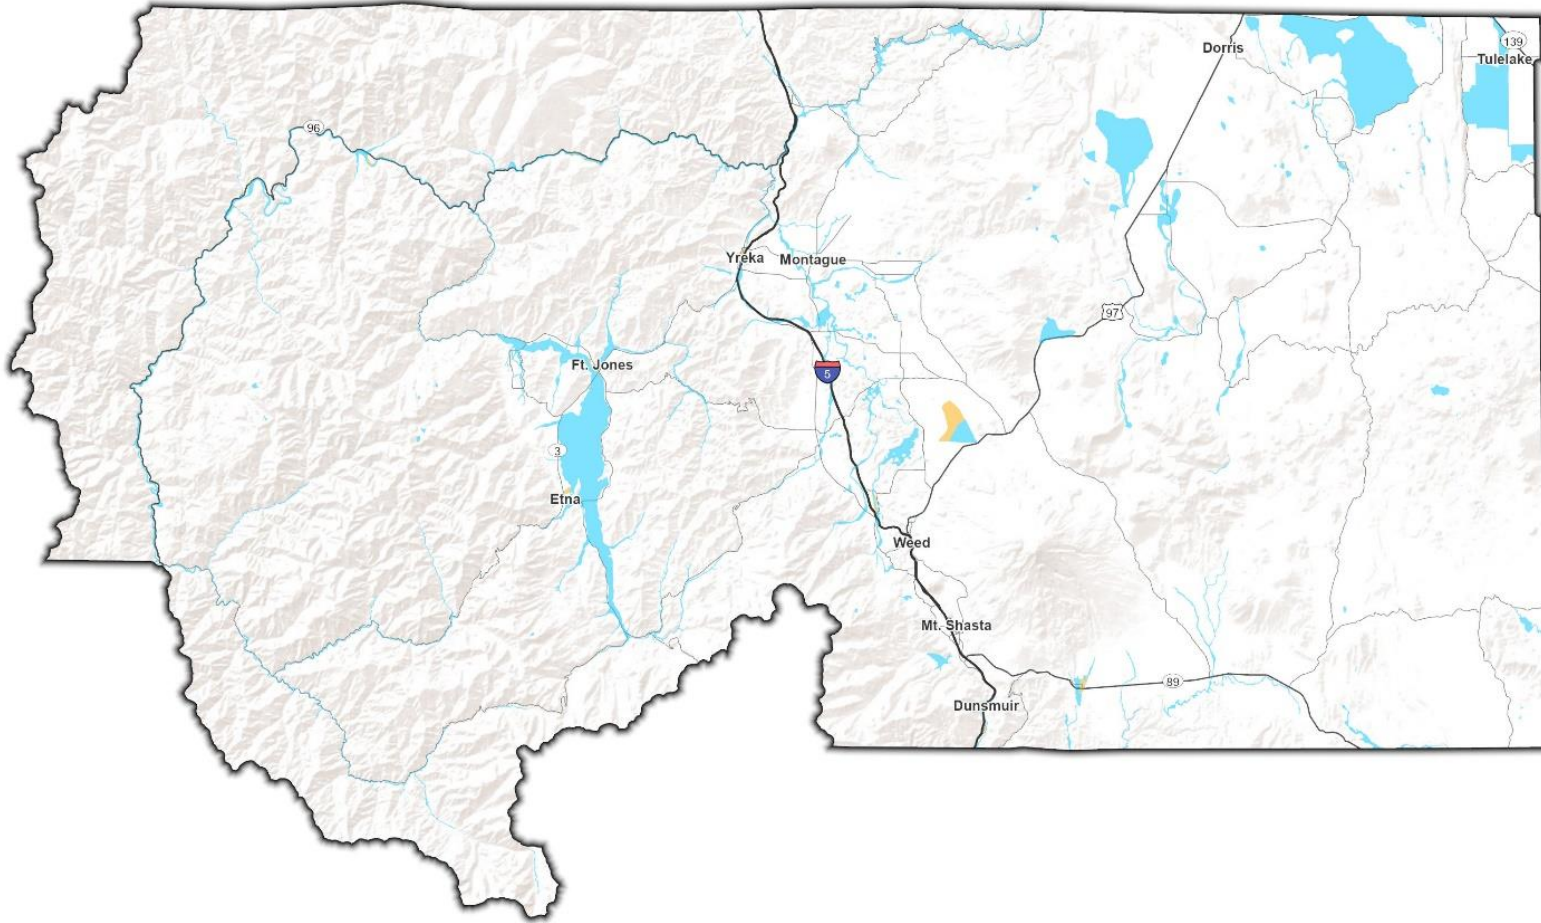 139
Dorris
Tulelake
96
Yreka
Montague
97
Ft. Jones
5
3
Etna
Weed
Mt. Shasta
89
Dunsmuir